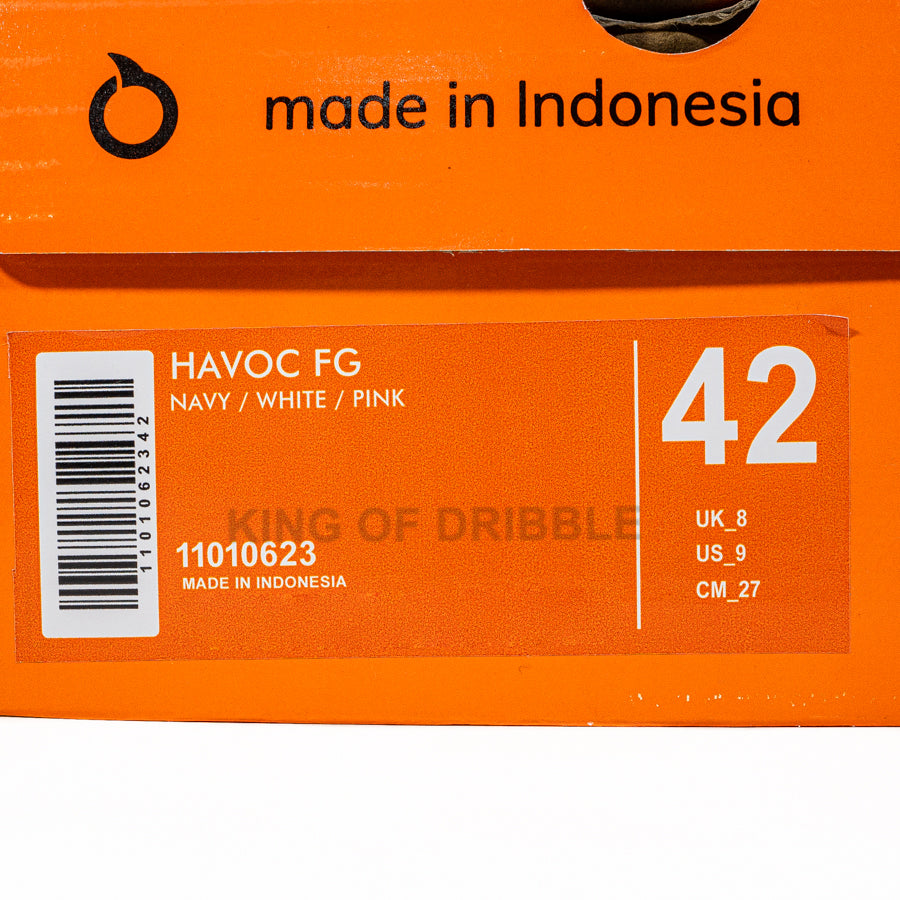 made in Indonesia
HAVOC FG
NAVY / WHITE / PINK
1101062342
KING OF DRIBBLE
11010623
MADE IN INDONESIA
42
UK_8
US_9
CM_27